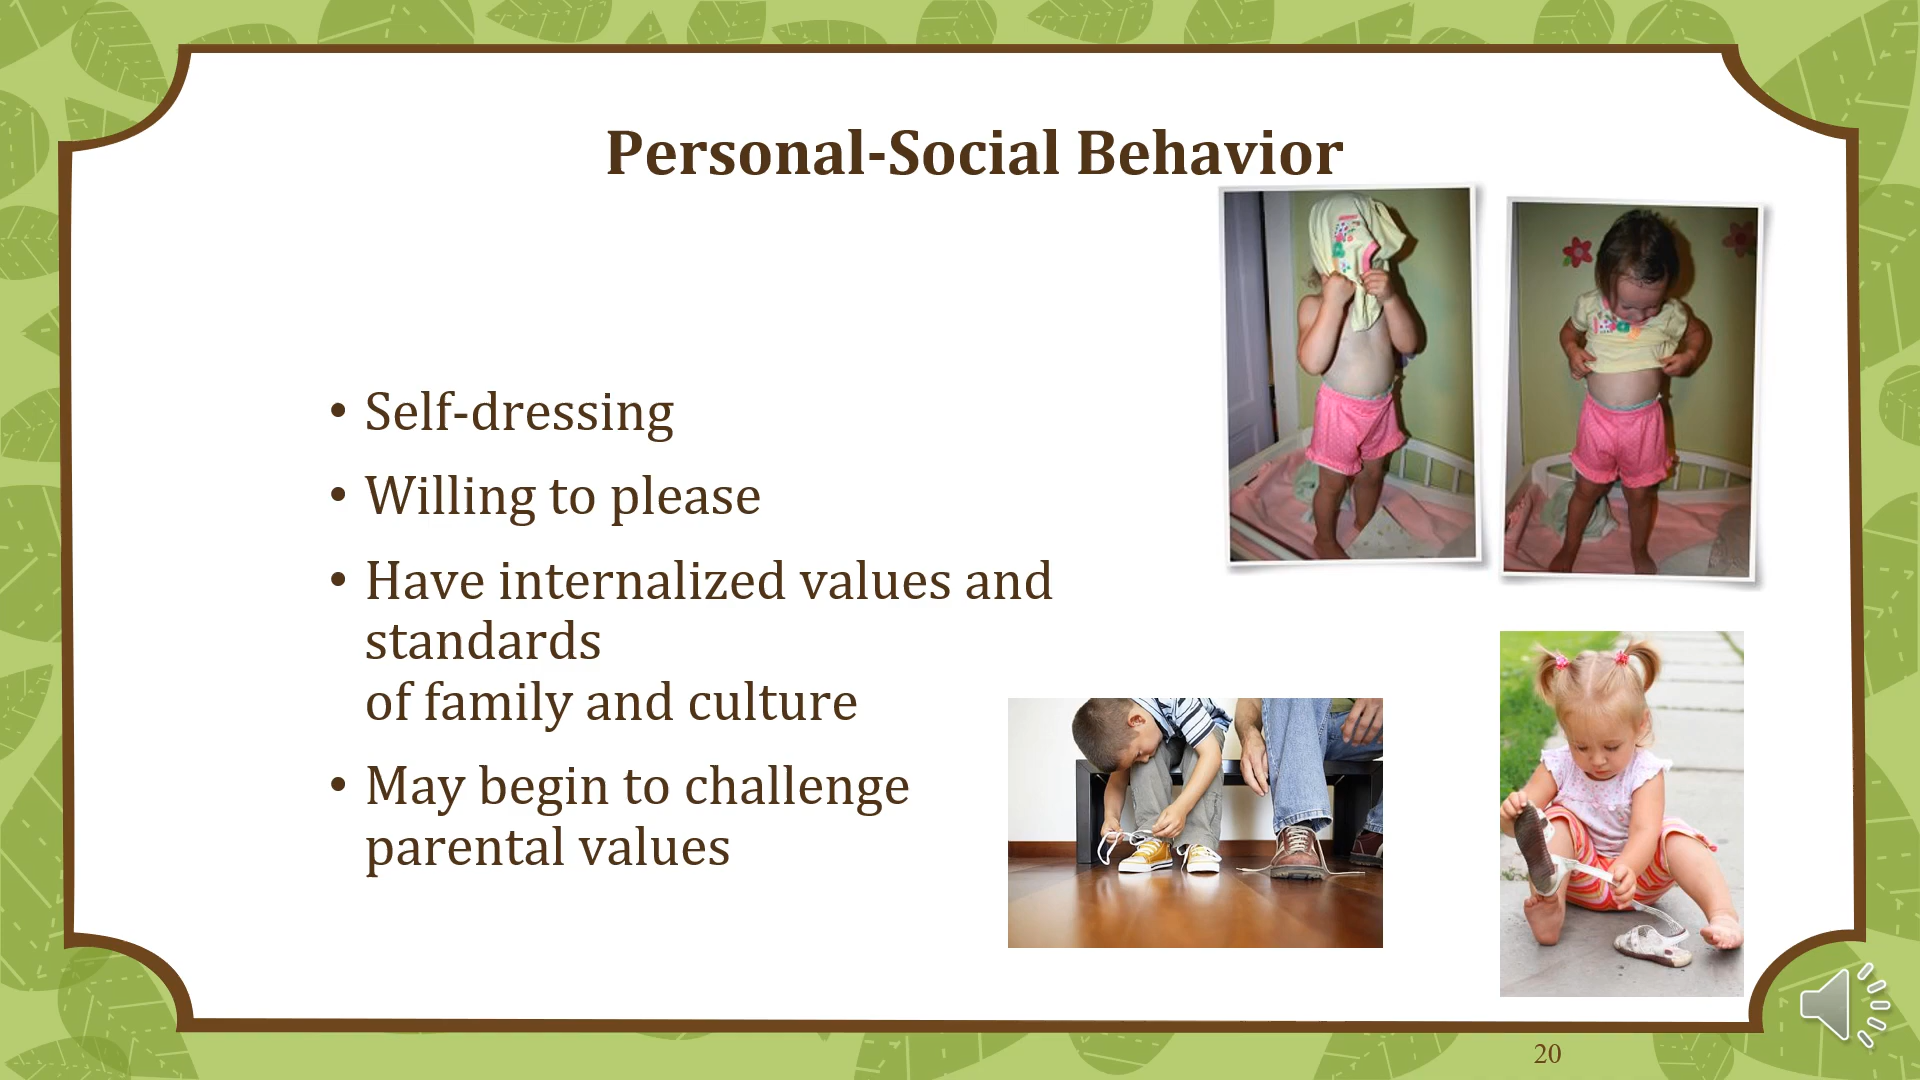 Personal-Social Behavior
• Self-dressing
• Willing to please
• Have internalized values and
standards
of family and culture
• May begin to challenge
parental values
20